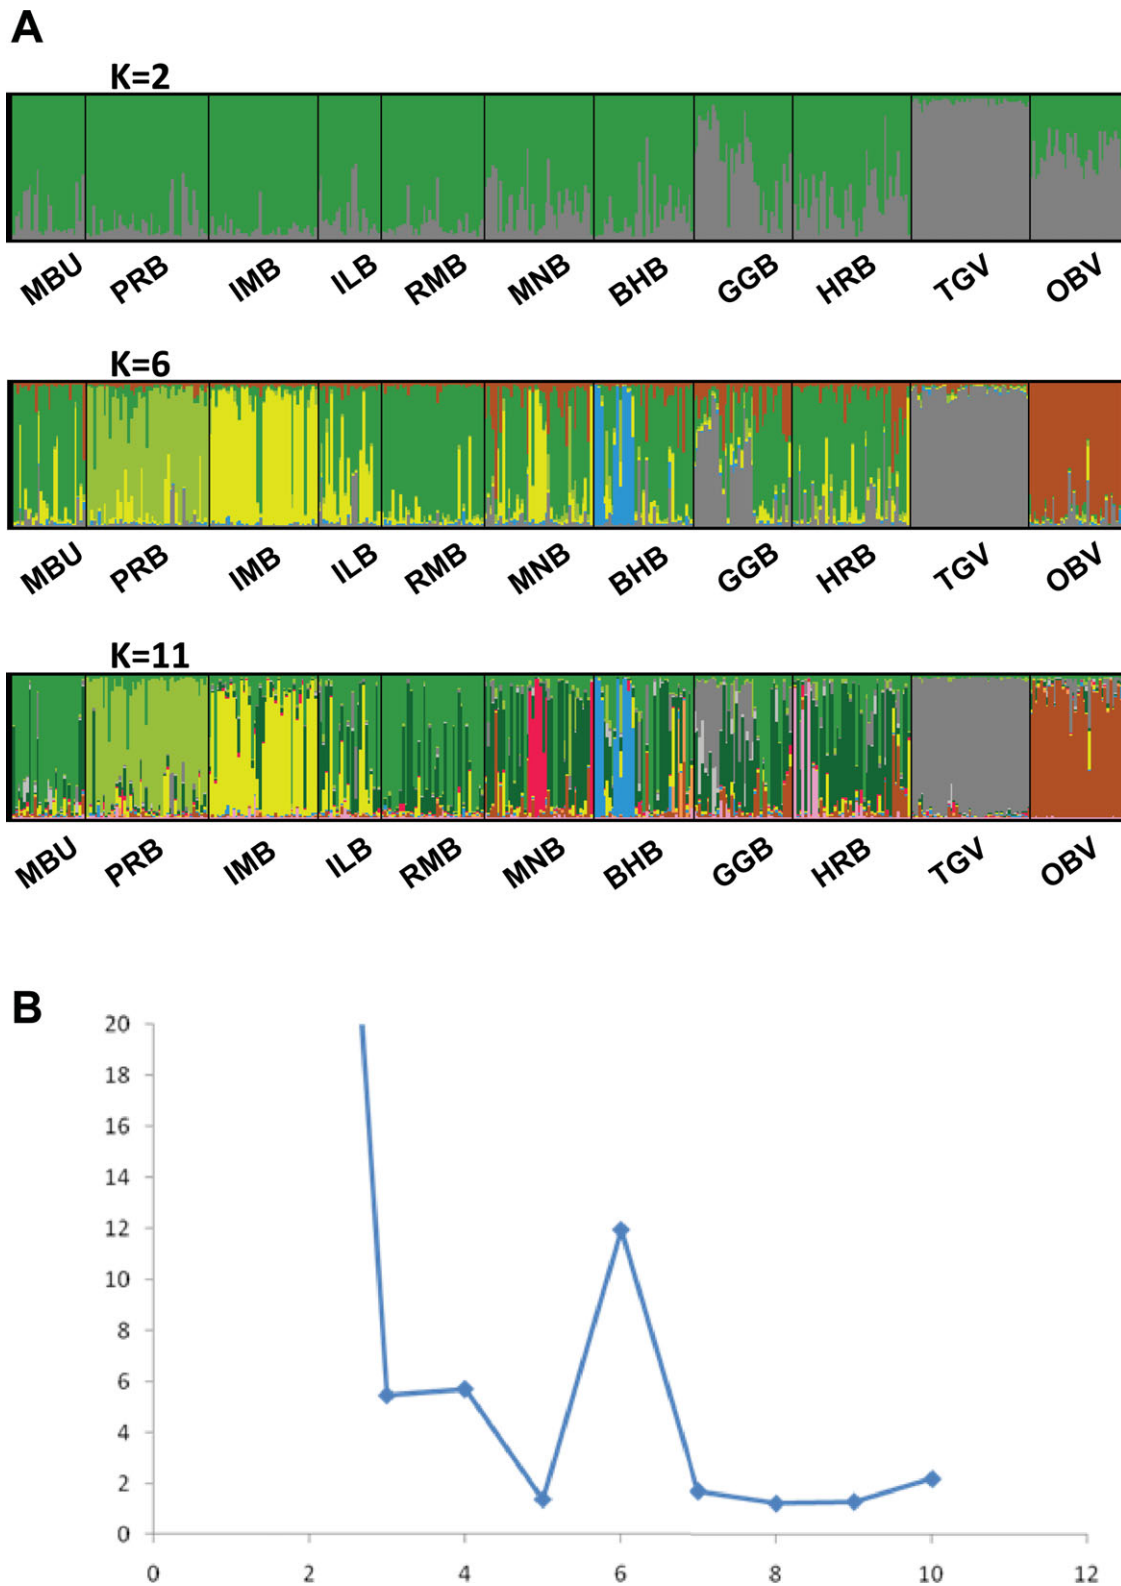 A
K=2
MBU PRB IMB ILB RMB MNB BHB GGB HRB TGV OBV
K=6
MBU PRB IMB ILB RMB MNB BHB GGB HRB TGV OBV
K=11
MBU PRB IMB ILB RMB MNB BHB GGB HRB TGV OBV
B
20
18
16
14
12
10
8
6
4
2
0
0 2 4 6 8 10 12